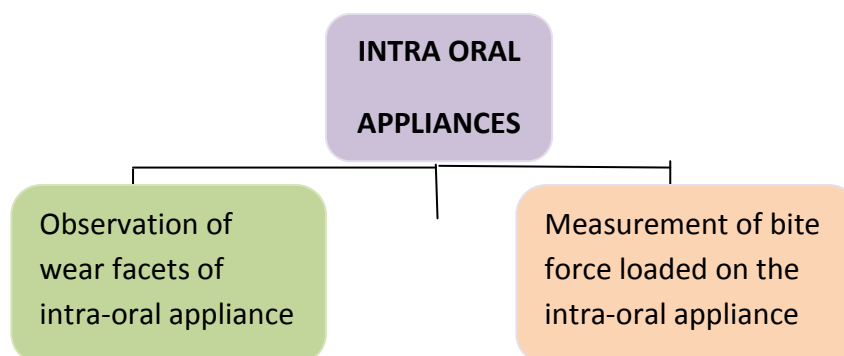 INTRA ORAL
APPLIANCES
Observation of
wear facets of
intra-oral appliance
Measurement of bite
force loaded on the
intra-oral appliance